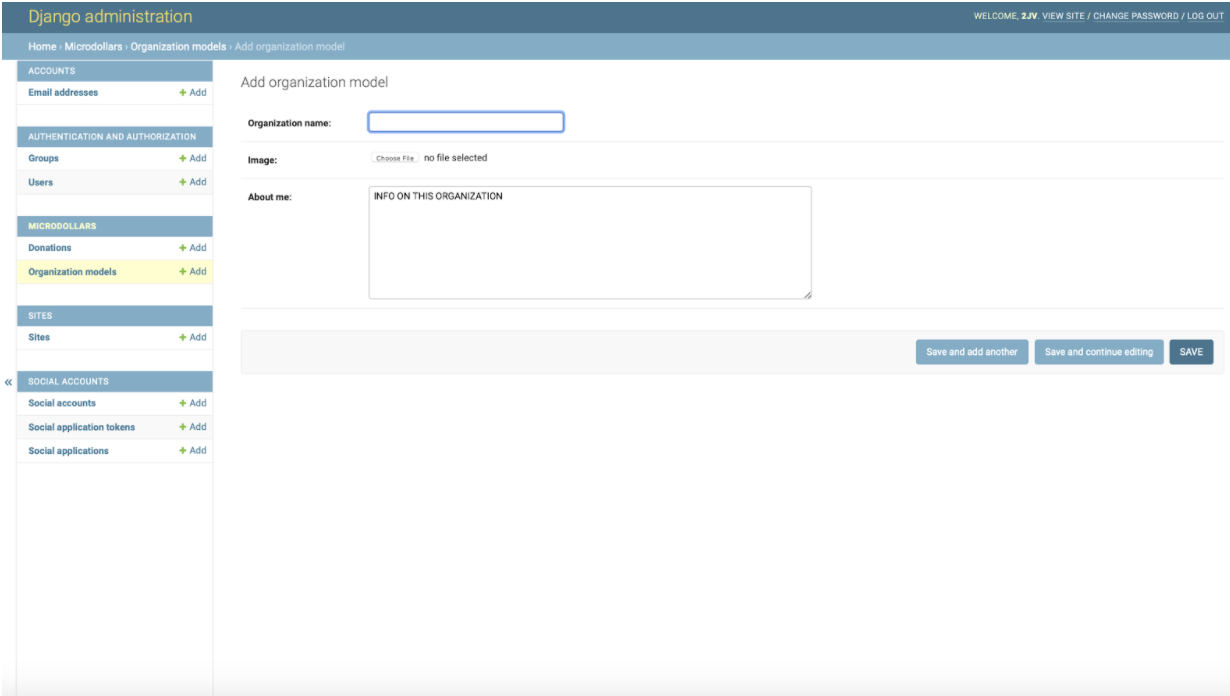 Django administration
WELCOME, 2JV. VIEW SITE / CHANGE PASSWORD / LOG OUT
Home › Microdollars › Organization models › Add organization model
ACCOUNTS
Email addresses + Add
AUTHENTICATION AND AUTHORIZATION
Groups + Add
Users + Add
MICRODOLLARS
Donations + Add
Organization models + Add
SITES
Sites + Add
«
SOCIAL ACCOUNTS
Social accounts + Add
Social application tokens + Add
Social applications + Add
Add organization model
Organization name:
Image: Choose File no file selected
About me: INFO ON THIS ORGANIZATION
Save and add another Save and continue editing SAVE